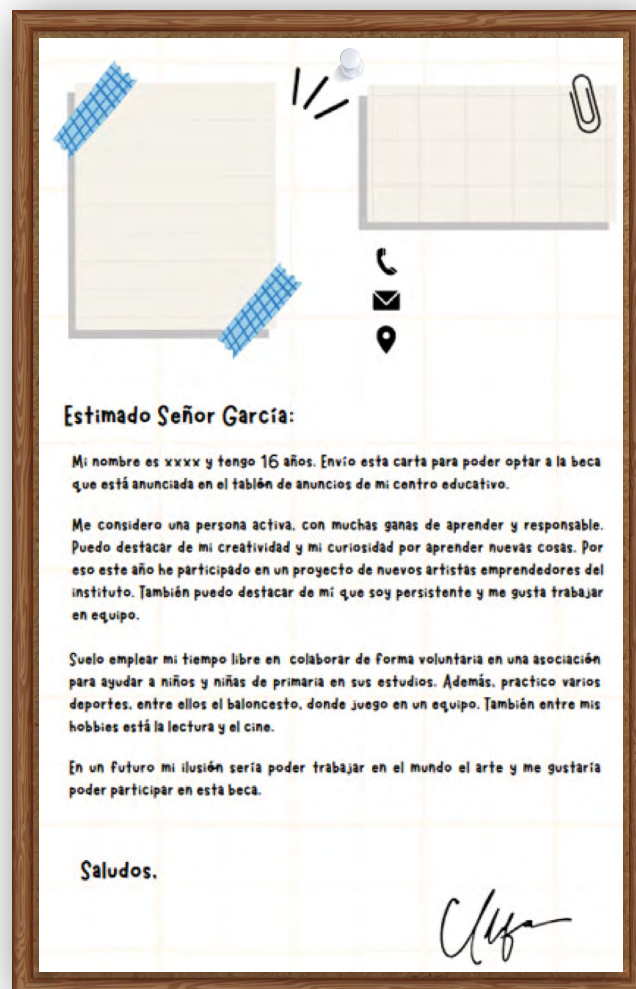 Estimado Señor García:
Mi nombre es xxxx y tengo 16 años. Envío esta carta para poder optar a la beca
que está anunciada en el tablón de anuncios de mi centro educativo.
Me considero una persona activa, con muchas ganas de aprender y responsable.
Puedo destacar de mi creatividad y mi curiosidad por aprender nuevas cosas. Por
eso este año he participado en un proyecto de nuevos artistas emprendedores del
instituto. También puedo destacar de mí que soy persistente y me gusta trabajar
en equipo.
Suelo emplear mi tiempo libre en colaborar de forma voluntaria en una asociación
para ayudar a niños y niñas de primaria en sus estudios. Además, practico varios
deportes, entre ellos el baloncesto, donde juego en un equipo. También entre mis
hobbies está la lectura y el cine.
En un futuro mi ilusión sería poder trabajar en el mundo el arte y me gustaría
poder participar en esta beca.
Saludos,